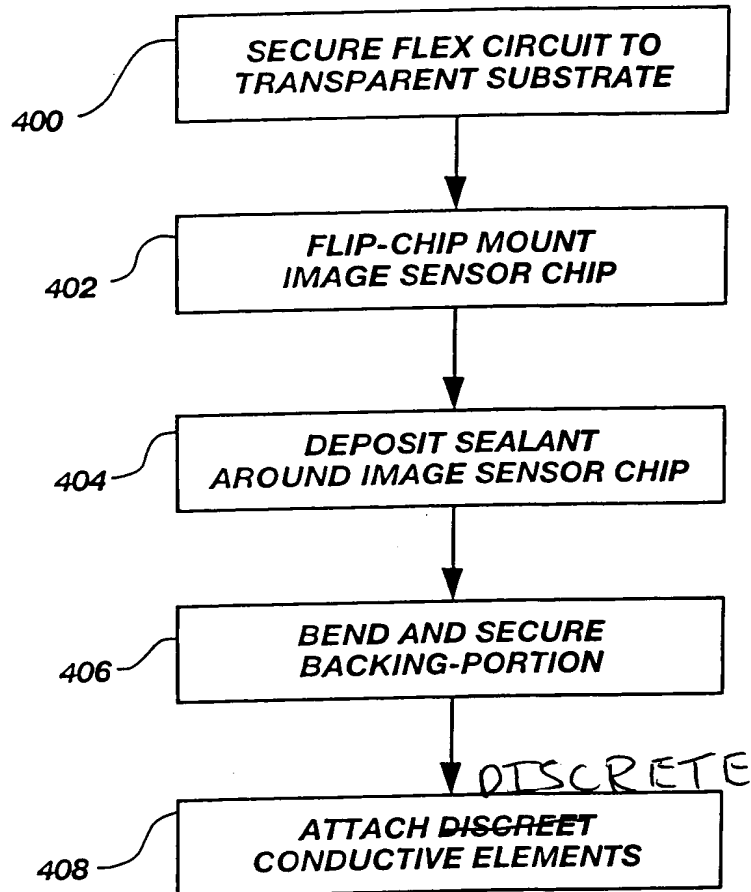 SECURE FLEX CIRCUIT TO
TRANSPARENT SUBSTRATE
400
FLIP-CHIP MOUNT
IMAGE SENSOR CHIP
402
DEPOSIT SEALANT
AROUND IMAGE SENSOR CHIP
404
BEND AND SECURE
BACKING-PORTION
406
DISCRETE
ATTACH DISCREET
CONDUCTIVE ELEMENTS
408